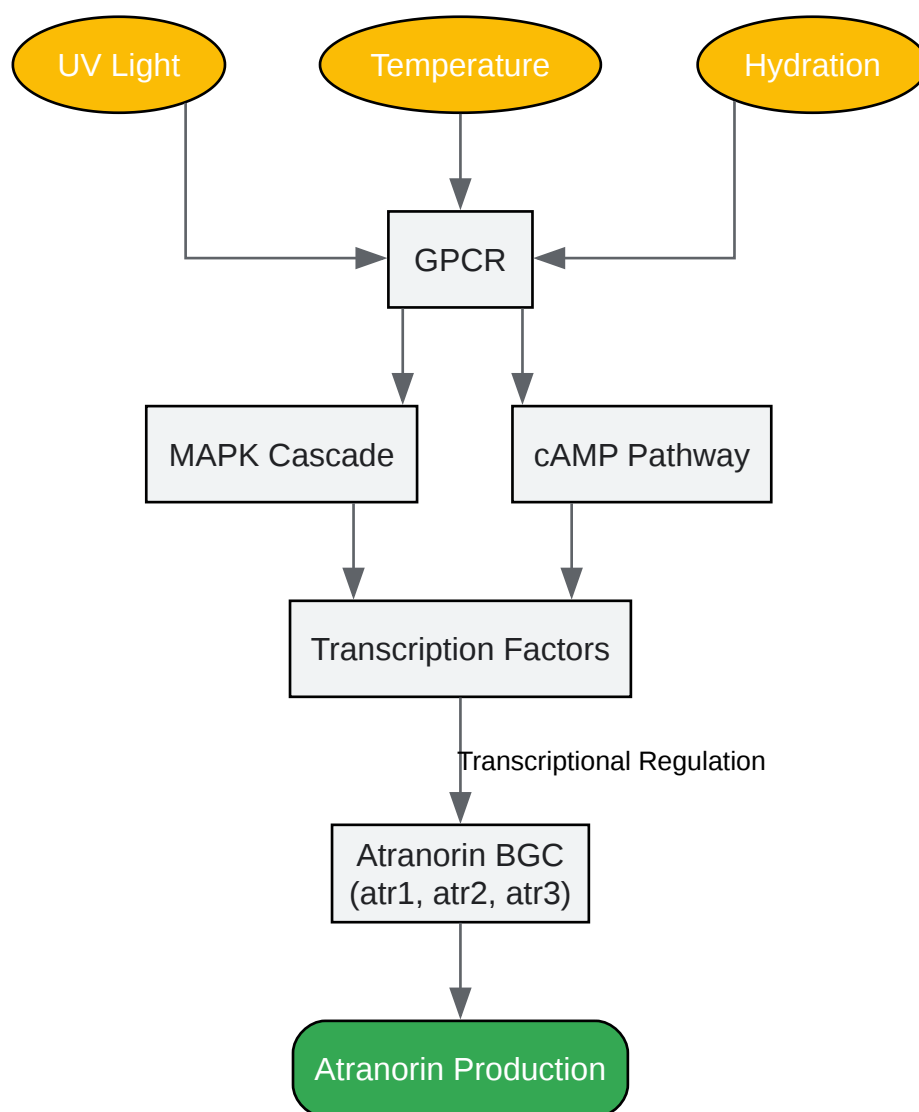 UV Light
Temperature
Hydration
GPCR
MAPK Cascade
cAMP Pathway
Transcription Factors
Transcriptional Regulation
Atranorin BGC
(atr1, atr2, atr3)
Atranorin Production